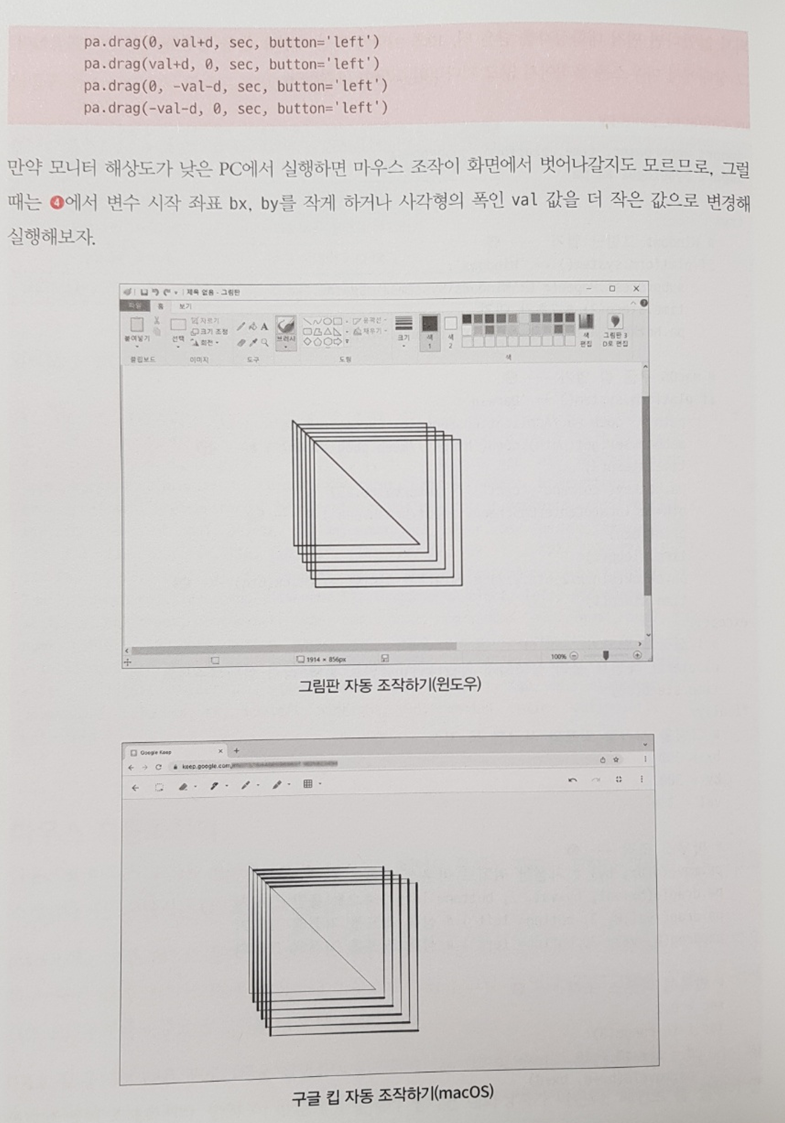 pa.drag(0, val+d, sec, button='left')
pa.drag(val+d, 0, sec, button='left')
pa.drag(0, -val-d, sec, button='left')
pa.drag(-val-d, 0, sec, button='left')
만약 모니터 해상도가 낮은 PC에서 실행하면 마우스 조작이 화면에서 벗어나갈지도 모르므로, 그럴
때는 ❹에서 변수 시작 좌표 bx, by를 작게 하거나 사각형의 폭인 val 값을 더 작은 값으로 변경해
실행해보자.
제목 없음 - 그림판
파일 홈 보기
자르기
크기 조정
회전
붙여넣기 선택 브러시 크기 색 1 색 2 색 편집 그림판 3D로 편집
클립보드 이미지 도구 도형 색
1914 × 856px 100%
그림판 자동 조작하기(윈도우)
Google Keep
keep.google.com
구글 킵 자동 조작하기(macOS)